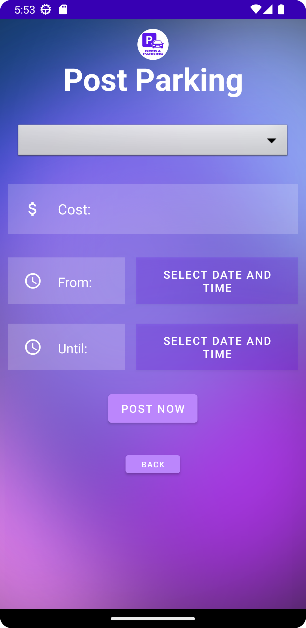 5:53
P
Post Parking
$ Cost:
From:
SELECT DATE AND
TIME
Until:
SELECT DATE AND
TIME
POST NOW
BACK